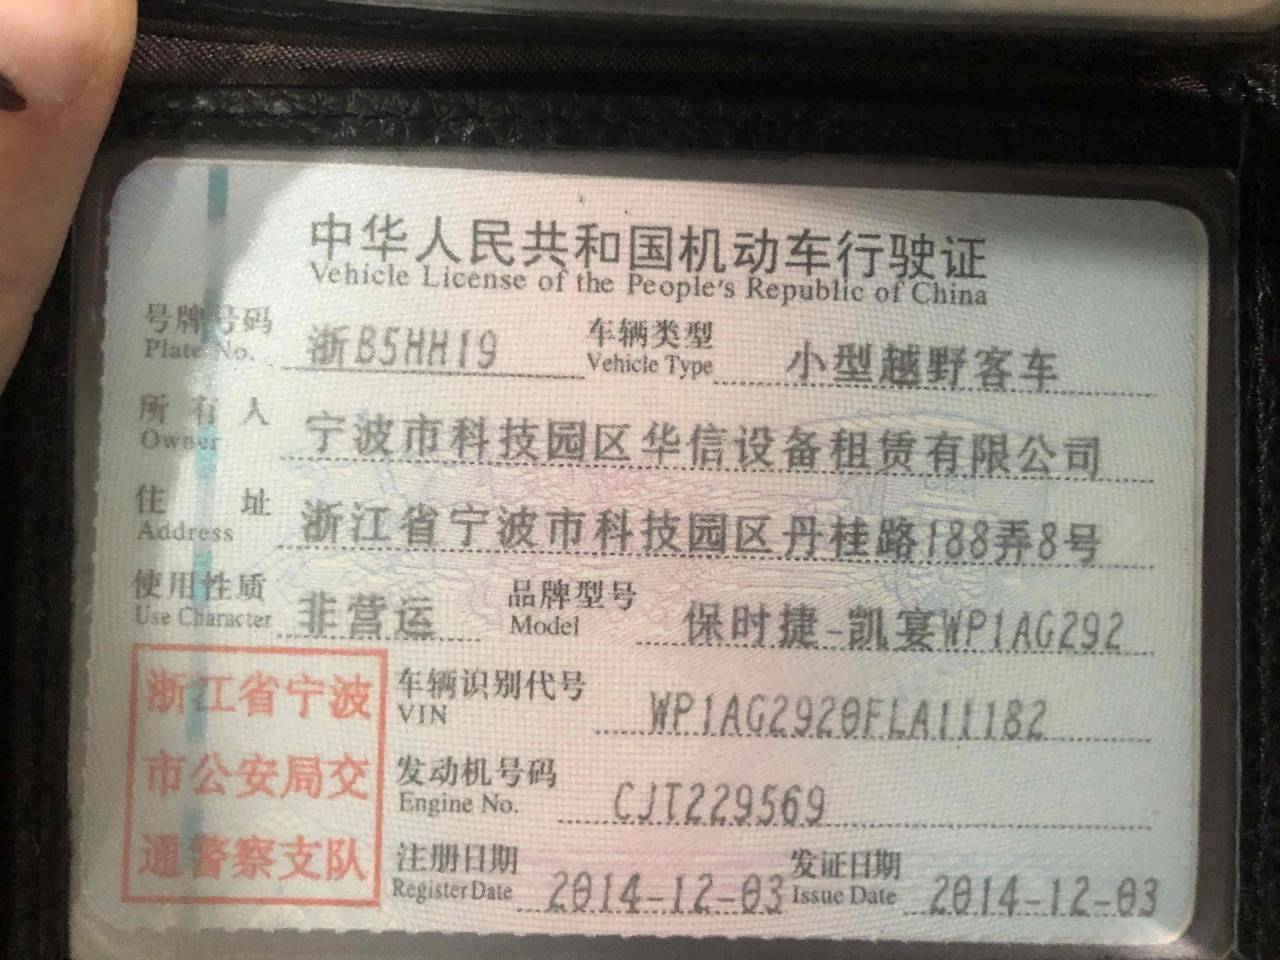 中华人民共和国机动车行驶证
Vehicle License of the People's Republic of China
号牌号码 浙B5HH19 车辆类型 小型越野客车
Plate No. Vehicle Type
所有人 宁波市科技园区华信设备租赁有限公司
Owner
住址 浙江省宁波市科技园区丹桂路188弄8号
Address
使用性质 非营运 品牌型号 保时捷-凯宴WP1AG292
Use Character Model
浙江省宁波
市公安局交
通警察支队
车辆识别代号 WP1AG2920FLA11182
VIN
发动机号码 CJT229569
Engine No.
注册日期 2014-12-03 发证日期 2014-12-03
Register Date Issue Date